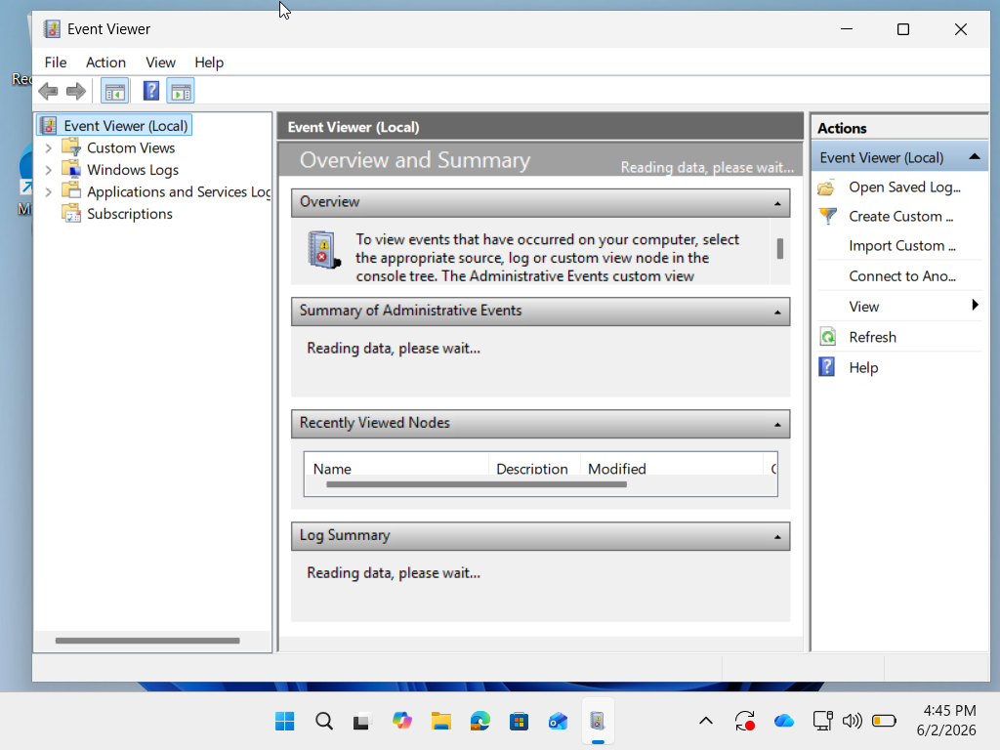 Event Viewer
File Action View Help
Event Viewer (Local)
Custom Views
Windows Logs
Applications and Services Log
Subscriptions
Event Viewer (Local)
Overview and Summary
Reading data, please wait...
Overview
To view events that have occurred on your computer, select
the appropriate source, log or custom view node in the
console tree. The Administrative Events custom view
Summary of Administrative Events
Reading data, please wait...
Recently Viewed Nodes
Name Description Modified
Log Summary
Reading data, please wait...
Actions
Event Viewer (Local)
Open Saved Log...
Create Custom ...
Import Custom ...
Connect to Ano...
View
Refresh
Help
4:45 PM
6/2/2026